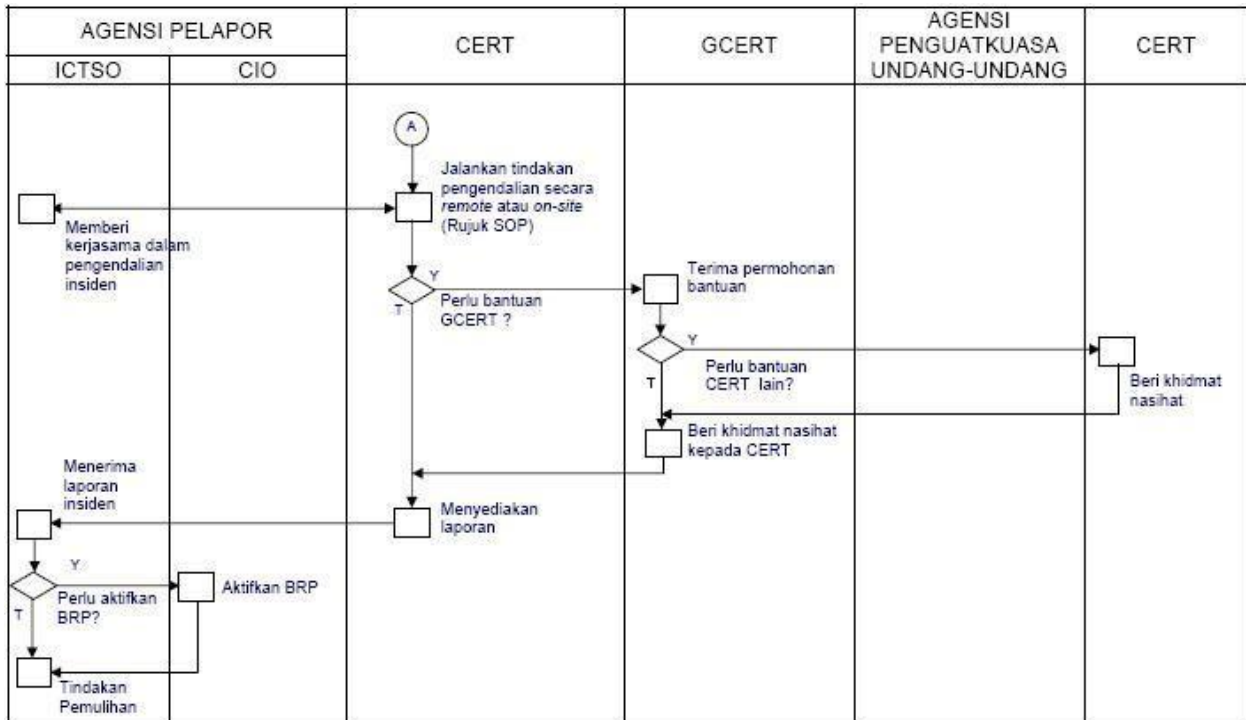 AGENSI PELAPOR
ICTSO
CIO
CERT
GCERT
AGENSI
PENGUATKUASA
UNDANG-UNDANG
CERT
A
Jalankan tindakan
pengendalian secara
remote atau on-site
(Rujuk SOP)
Memberi
kerjasama dalam
pengendalian
insiden
Y
T
Perlu bantuan
GCERT ?
Terima permohonan
bantuan
Y
Perlu bantuan
CERT lain?
T
Beri khidmat
nasihat
Beri khidmat nasihat
kepada CERT
Menerima
laporan
insiden
Menyediakan
laporan
Y
Perlu aktifkan
BRP?
T
Aktifkan BRP
Tindakan
Pemulihan